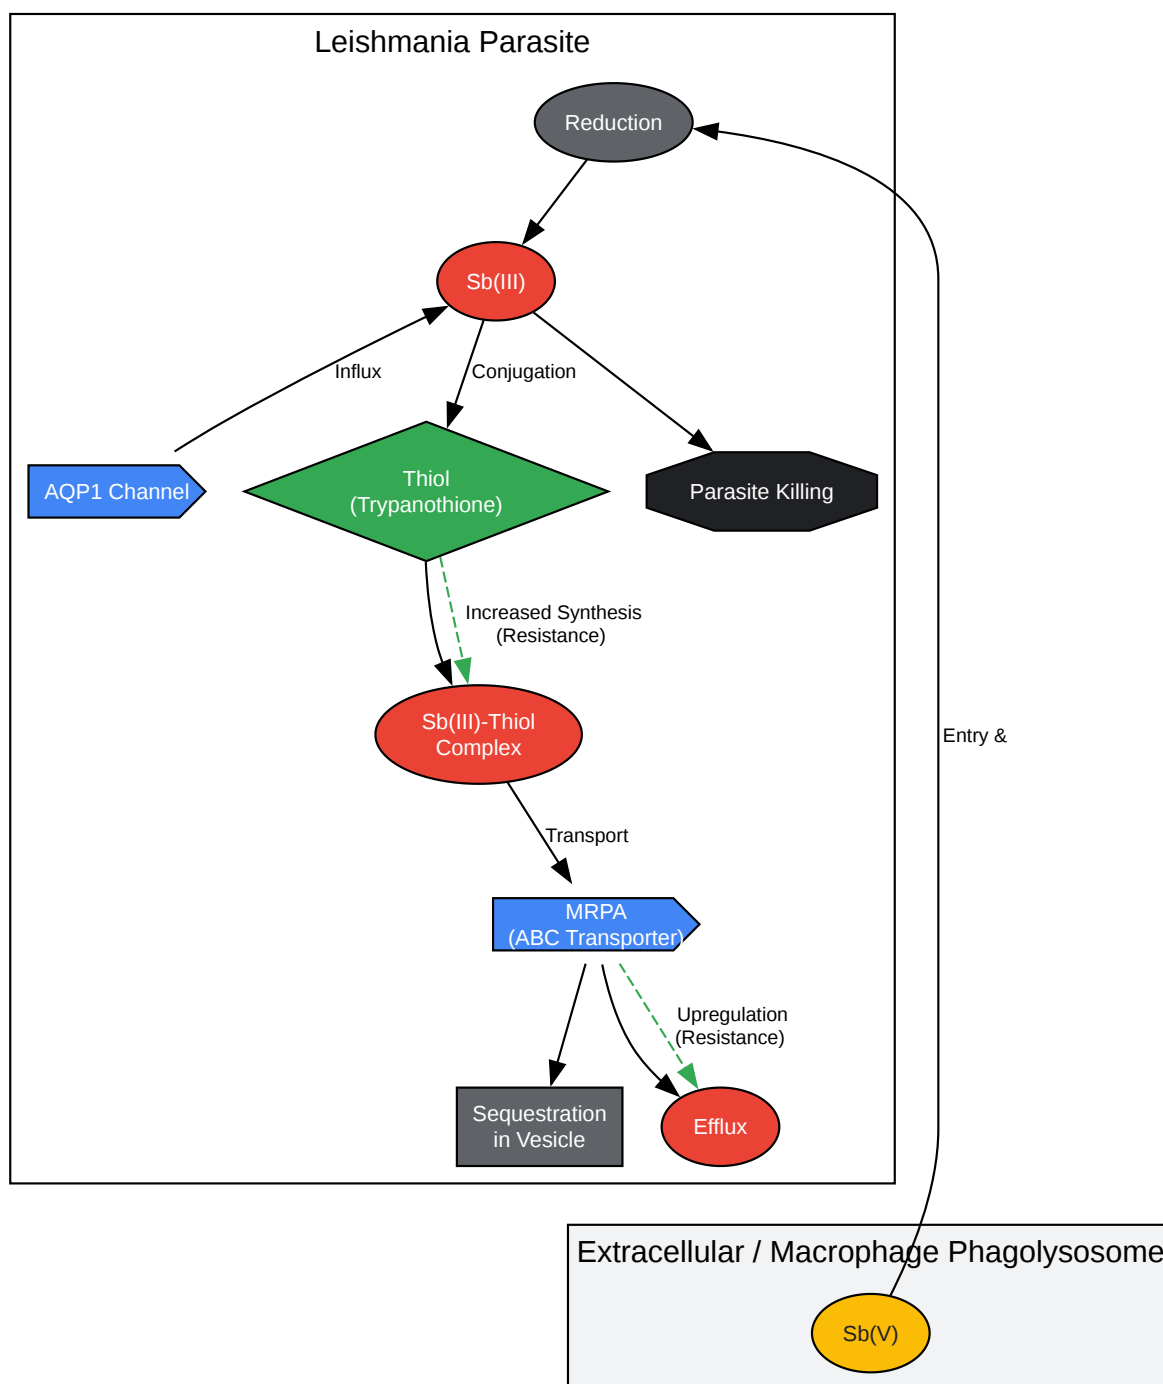 Leishmania Parasite
Reduction
Sb(III)
Influx
Conjugation
AQP1 Channel
Thiol
(Trypanothione)
Parasite Killing
Increased Synthesis
(Resistance)
Sb(III)-Thiol
Complex
Entry &
Transport
MRPA
(ABC Transporter)
Upregulation
(Resistance)
Sequestration
in Vesicle
Efflux
Extracellular / Macrophage Phagolysosome
Sb(V)